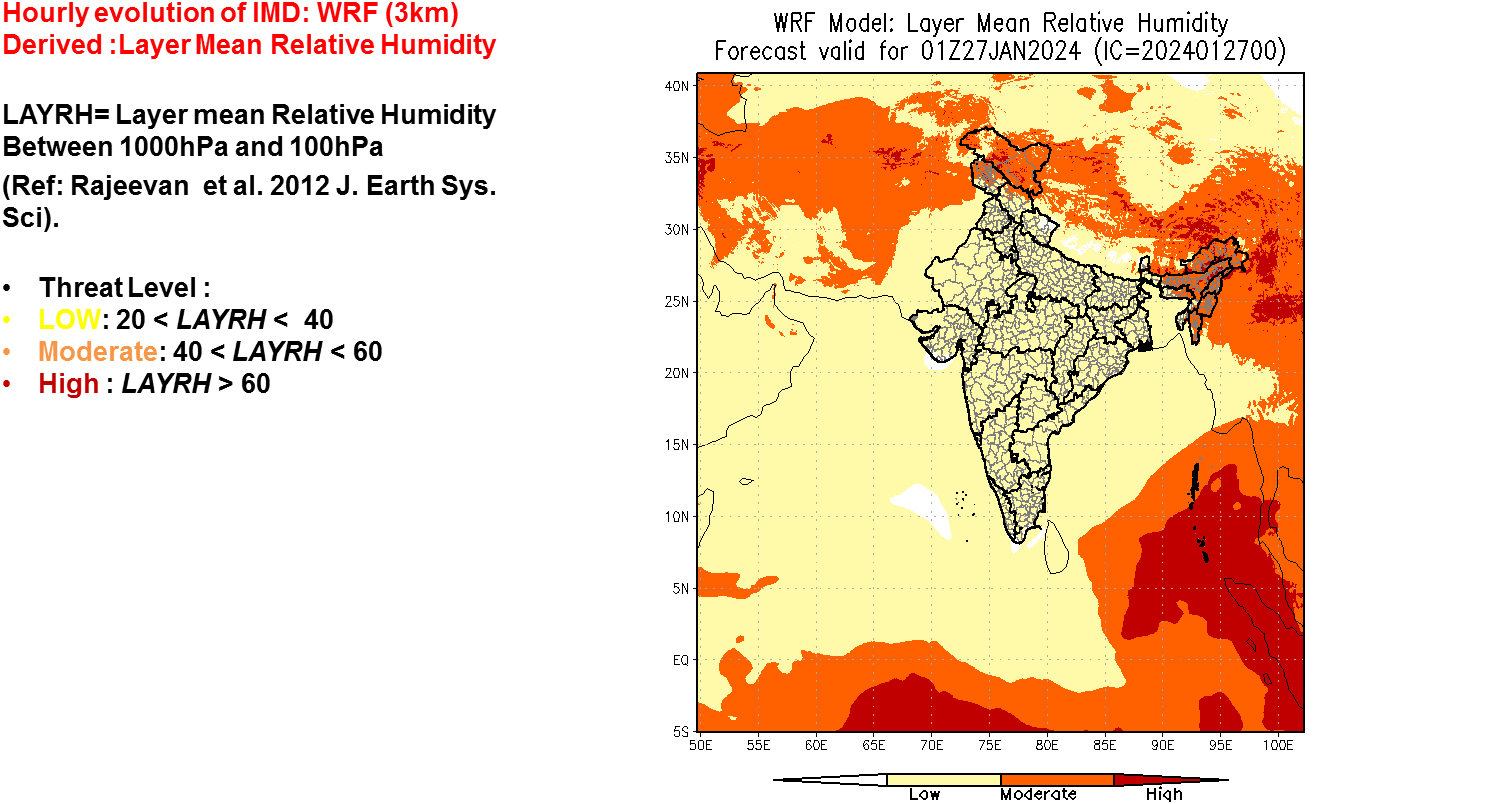 Hourly evolution of IMD: WRF (3km)
Derived :Layer Mean Relative Humidity
LAYRH= Layer mean Relative Humidity
Between 1000hPa and 100hPa
(Ref: Rajeevan et al. 2012 J. Earth Sys.
Sci).
• Threat Level :
• LOW: 20 < LAYRH < 40
• Moderate: 40 < LAYRH < 60
• High : LAYRH > 60
WRF Model: Layer Mean Relative Humidity
Forecast valid for 01Z27JAN2024 (IC=2024012700)
40N
35N
30N
25N
20N
15N
10N
5N
EQ
5S
50E 55E 60E 65E 70E 75E 80E 85E 90E 95E 100E
Low Moderate High